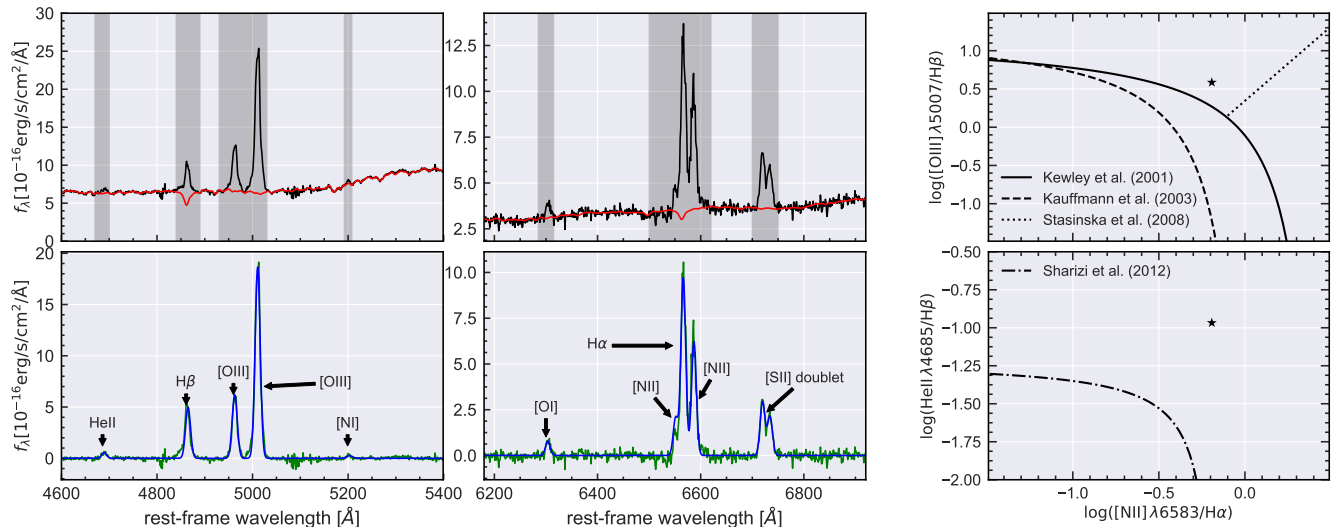 30
25
20
15
10
5
0
f_λ[10^{-16}erg/s/cm²/Å]
12.5
10.0
7.5
5.0
2.5
1.0
0.5
0.0
−0.5
−1.0
log([OIII] λ5007/Hβ)
Kewley et al. (2001)
Kauffmann et al. (2003)
Stasinska et al. (2008)
20
15
10
5
0
f_λ[10^{-16}erg/s/cm²/Å]
HeII
Hβ
[OIII]
[OIII]
[NI]
4600
4800
5000
5200
5400
rest-frame wavelength [Å]
10.0
7.5
5.0
2.5
0.0
[OI]
Hα
[NII]
[NII]
[SII] doublet
6200
6400
6600
6800
rest-frame wavelength [Å]
−0.50
−0.75
−1.00
−1.25
−1.50
−1.75
−2.00
log(HeII λ4685/Hβ)
Sharizi et al. (2012)
−1.0
−0.5
0.0
log([NII] λ6583/Hα)